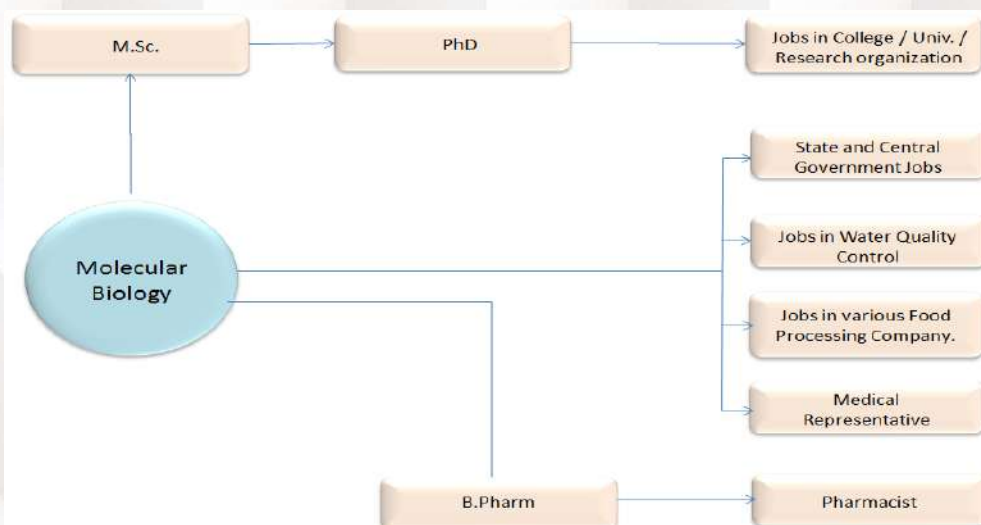 M.Sc.
PhD
Jobs in College / Univ. /
Research organization
State and Central
Government Jobs
Molecular
Biology
Jobs in Water Quality
Control
Jobs in various Food
Processing Company.
Medical
Representative
B.Pharm
Pharmacist